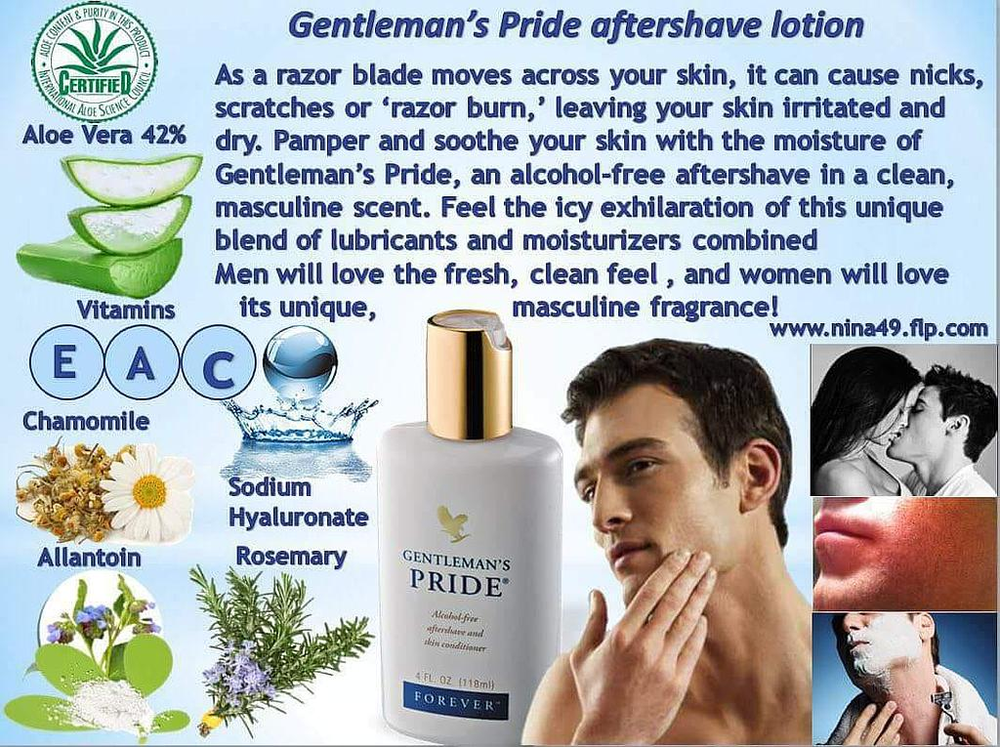 Gentleman's Pride aftershave lotion
ALOE CONTENT & PURITY IN THIS PRODUCT
CERTIFIED
INTERNATIONAL ALOE SCIENCE COUNCIL
As a razor blade moves across your skin, it can cause nicks,
scratches or ‘razor burn,’ leaving your skin irritated and
dry. Pamper and soothe your skin with the moisture of
Gentleman's Pride, an alcohol-free aftershave in a clean,
masculine scent. Feel the icy exhilaration of this unique
blend of lubricants and moisturizers combined
Men will love the fresh, clean feel , and women will love
its unique, masculine fragrance!
www.nina49.flp.com
Aloe Vera 42%
Vitamins
E A C
Chamomile
Sodium
Hyaluronate
Allantoin
Rosemary
GENTLEMAN'S
PRIDE®
Alcohol-free
aftershave and
skin conditioner
4 FL. OZ. (118ml)
FOREVER™